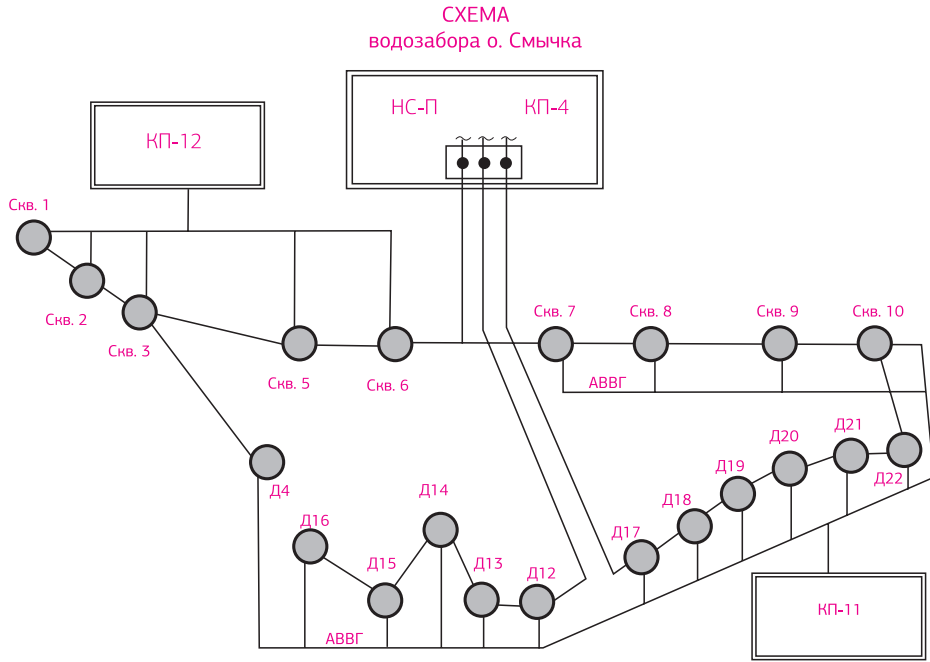 СХЕМА
водозабора о. Смычка
НС-П
КП-4
КП-12
Скв. 1
Скв. 2
Скв. 3
Скв. 5
Скв. 6
Скв. 7
Скв. 8
Скв. 9
Скв. 10
АВВГ
Д4
Д16
Д15
Д14
Д13
Д12
Д17
Д18
Д19
Д20
Д21
Д22
АВВГ
КП-11